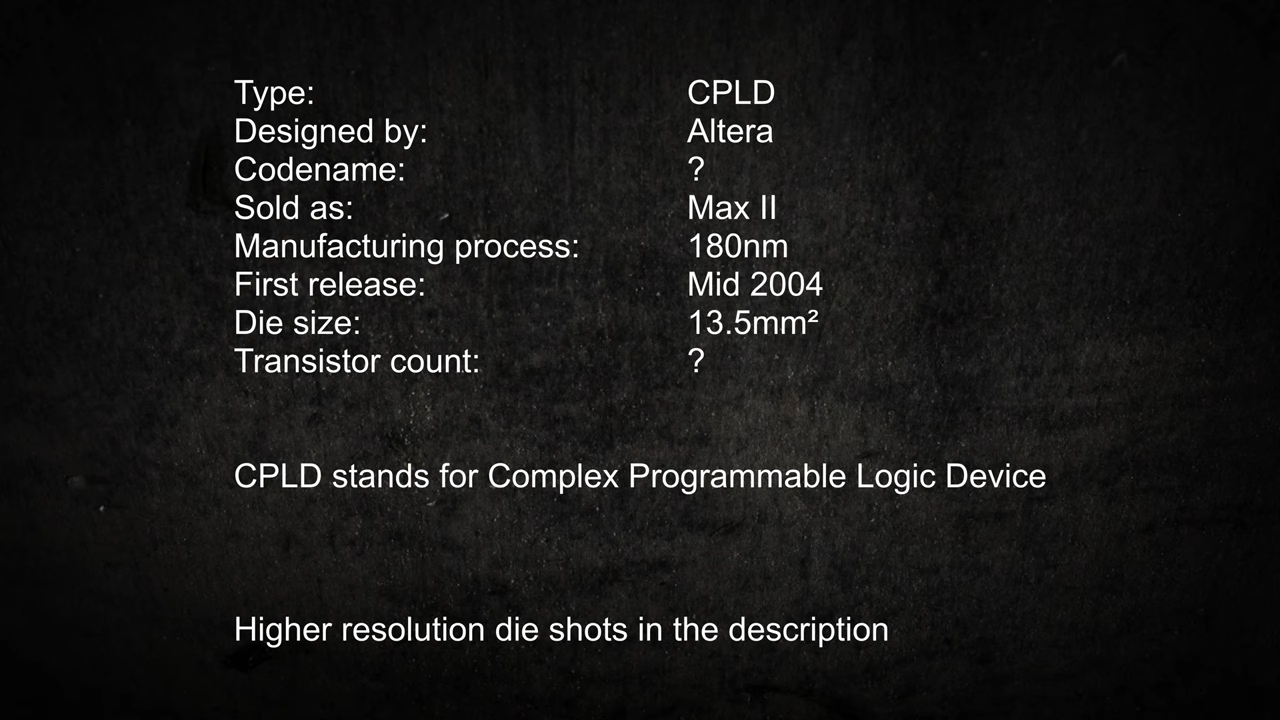 Type: CPLD
Designed by: Altera
Codename: ?
Sold as: Max II
Manufacturing process: 180nm
First release: Mid 2004
Die size: 13.5mm²
Transistor count: ?
CPLD stands for Complex Programmable Logic Device
Higher resolution die shots in the description